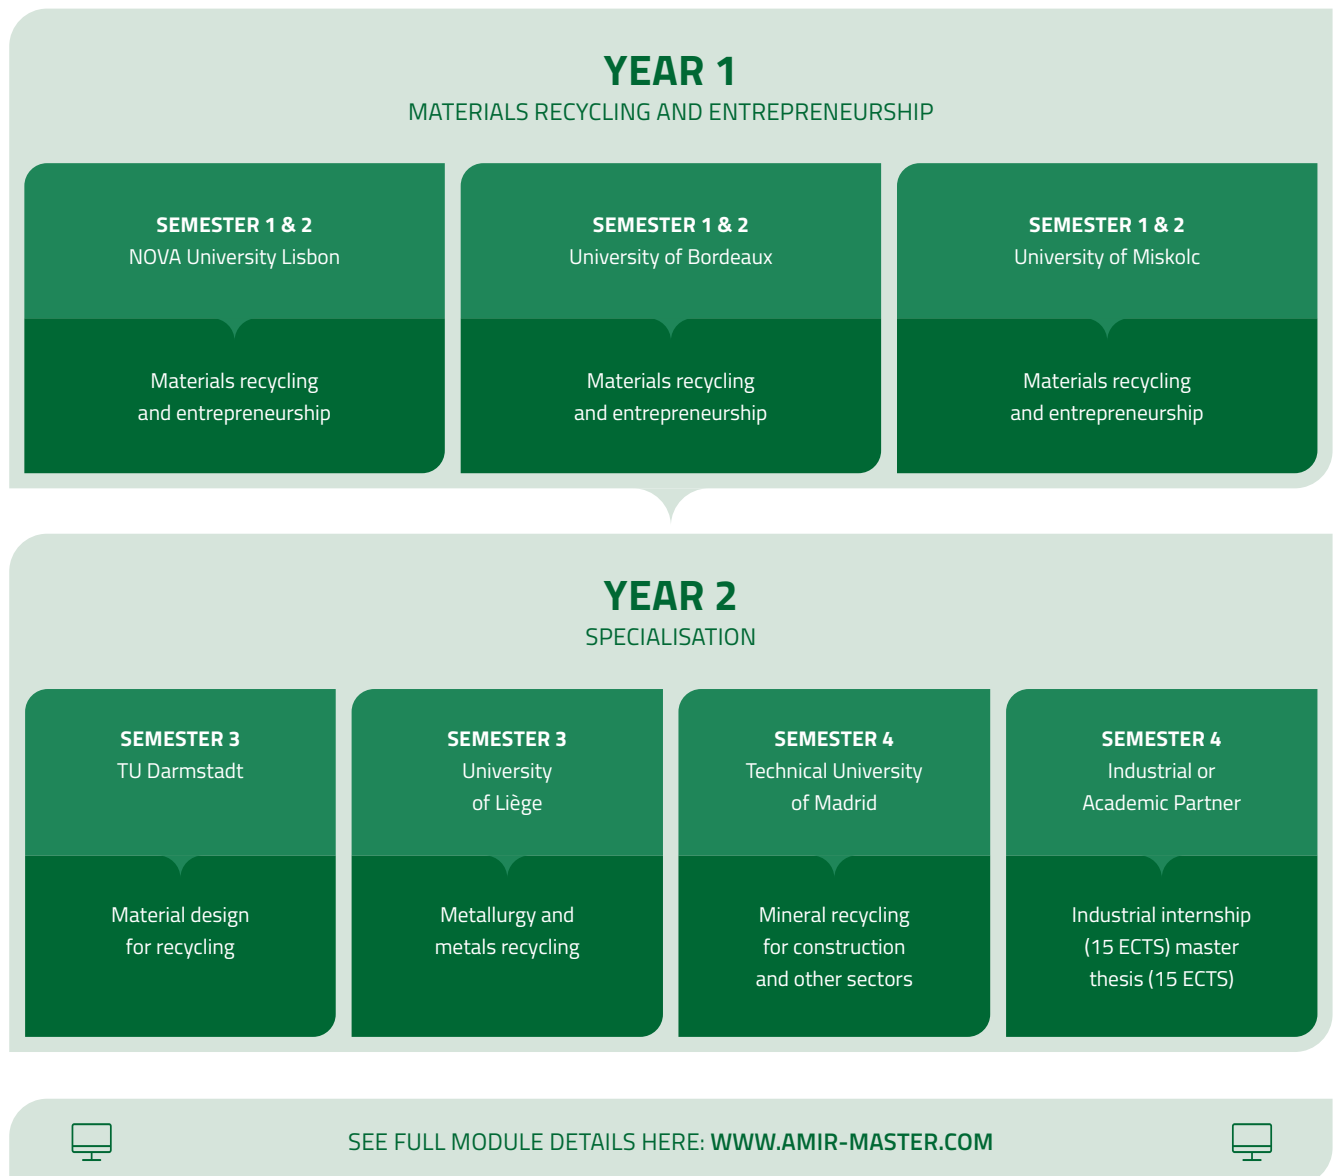 YEAR 1
MATERIALS RECYCLING AND ENTREPRENEURSHIP
SEMESTER 1 & 2
NOVA University Lisbon
Materials recycling
and entrepreneurship
SEMESTER 1 & 2
University of Bordeaux
Materials recycling
and entrepreneurship
SEMESTER 1 & 2
University of Miskolc
Materials recycling
and entrepreneurship
YEAR 2
SPECIALISATION
SEMESTER 3
TU Darmstadt
Material design
for recycling
SEMESTER 3
University
of Liège
Metallurgy and
metals recycling
SEMESTER 4
Technical University
of Madrid
Mineral recycling
for construction
and other sectors
SEMESTER 4
Industrial or
Academic Partner
Industrial internship
(15 ECTS) master
thesis (15 ECTS)
SEE FULL MODULE DETAILS HERE: WWW.AMIR-MASTER.COM